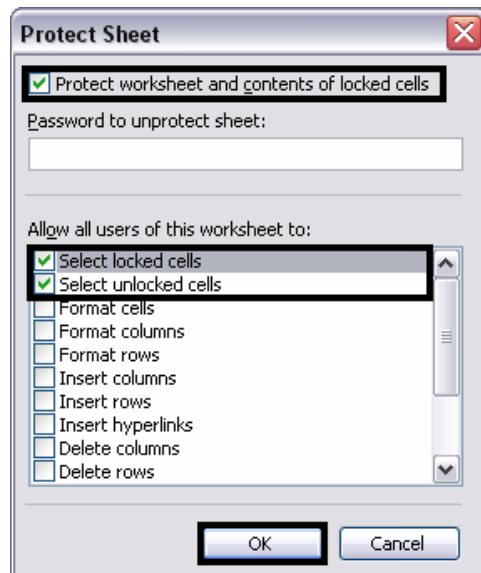 Protect Sheet
Protect worksheet and contents of locked cells
Password to unprotect sheet:
Allow all users of this worksheet to:
Select locked cells
Select unlocked cells
Format cells
Format columns
Format rows
Insert columns
Insert rows
Insert hyperlinks
Delete columns
Delete rows
OK Cancel